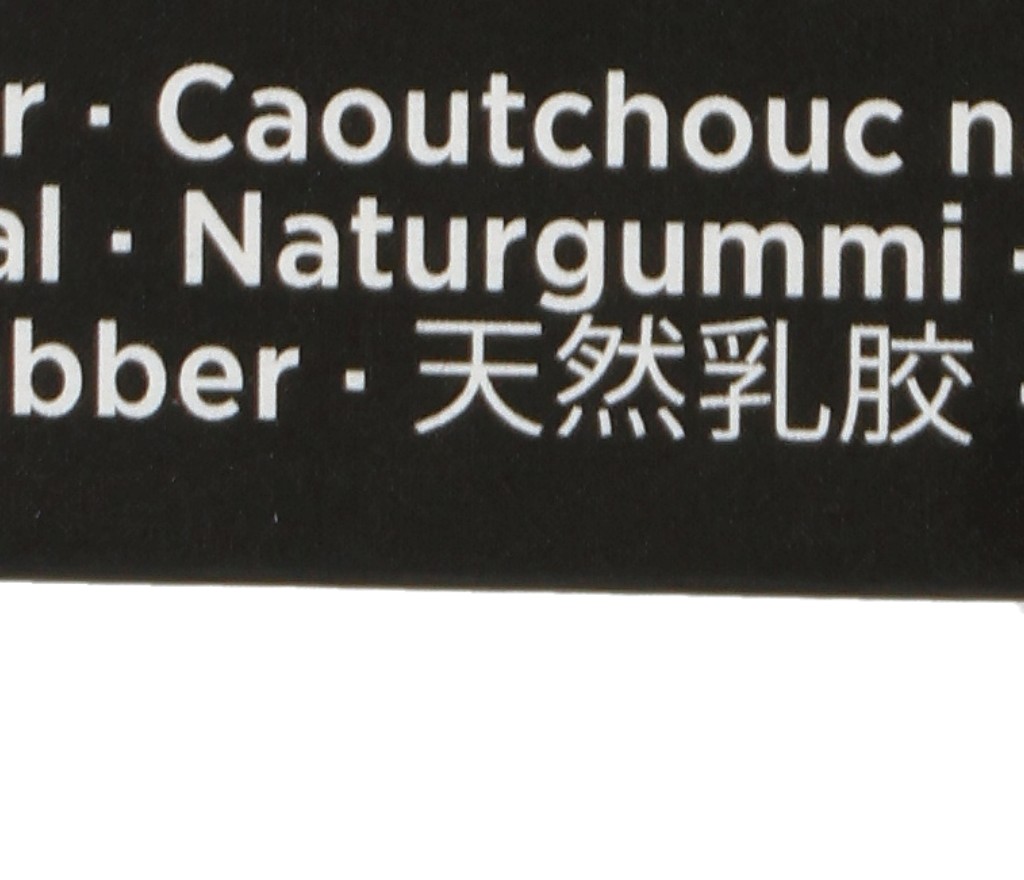 r · Caoutchouc n
al · Naturgummi ·
bber · 天然乳胶 ·